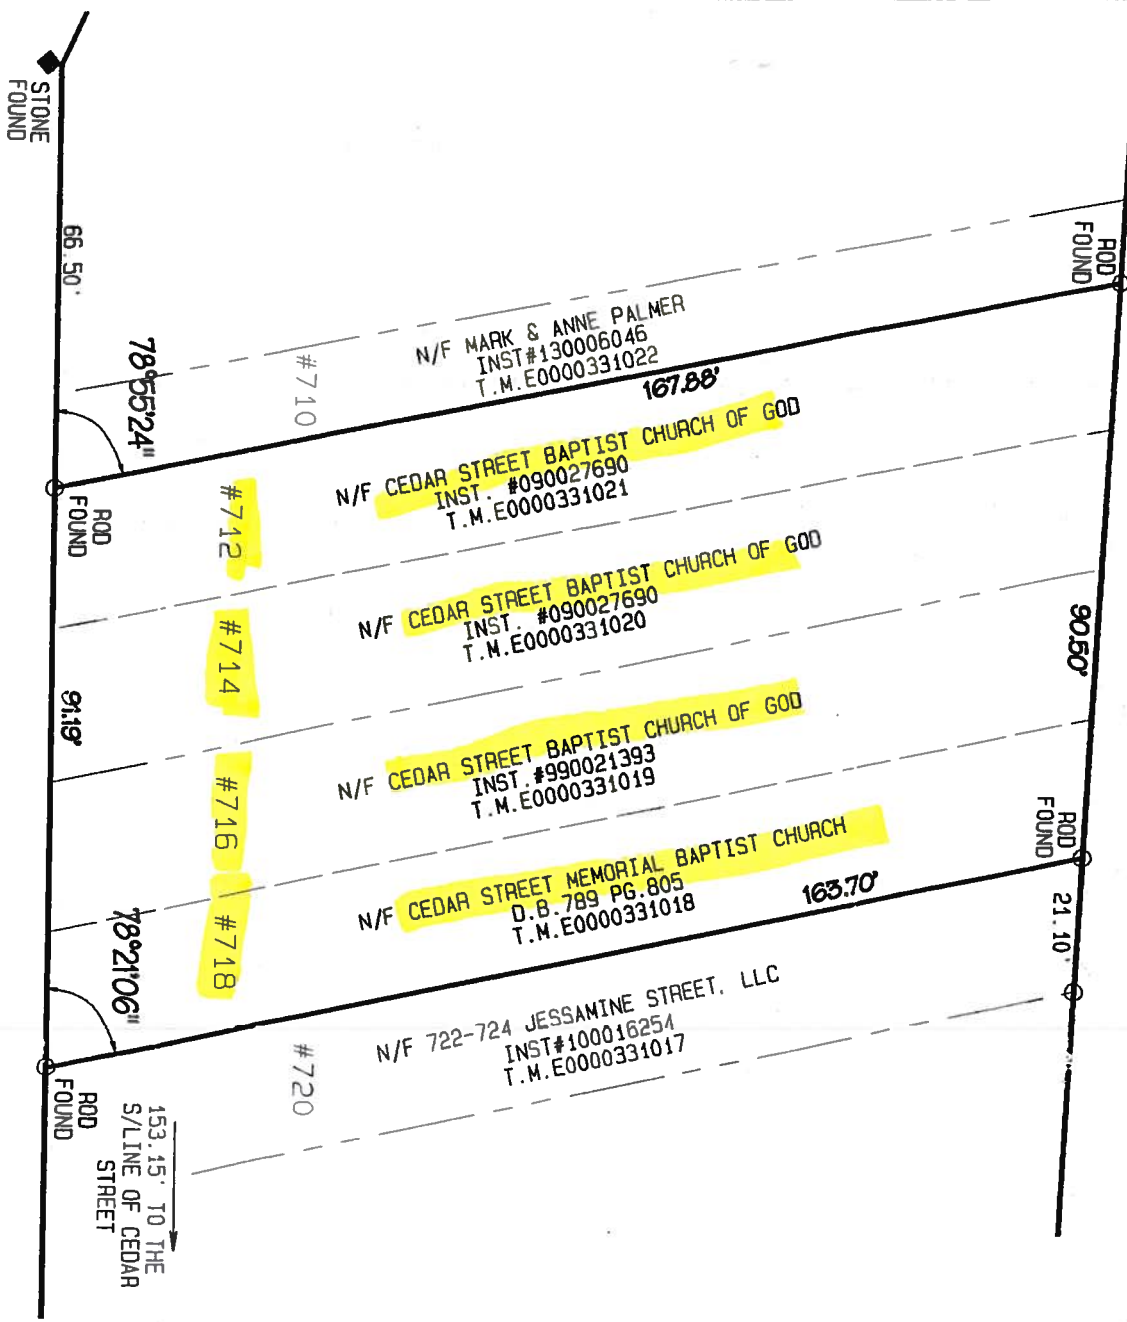 STONE
FOUND
66.50'
ROD
FOUND
N/F MARK & ANNE PALMER
INST#130006046
T.M.E0000331022
167.88'
#710
78°55'24"
ROD
FOUND
N/F CEDAR STREET BAPTIST CHURCH OF GOD
INST. #090027690
T.M.E0000331021
#712
N/F CEDAR STREET BAPTIST CHURCH OF GOD
INST. #090027690
T.M.E0000331020
#714
90.50'
91.19'
N/F CEDAR STREET BAPTIST CHURCH OF GOD
INST. #990021393
T.M.E0000331019
#716
ROD
FOUND
N/F CEDAR STREET MEMORIAL BAPTIST CHURCH
D.B.789 PG.805
T.M.E0000331018
163.70'
#718
21.10'
78°21'06"
N/F 722-724 JESSAMINE STREET, LLC
INST#100016254
T.M.E0000331017
#720
ROD
FOUND
153.15' TO THE
S/LINE OF CEDAR
STREET